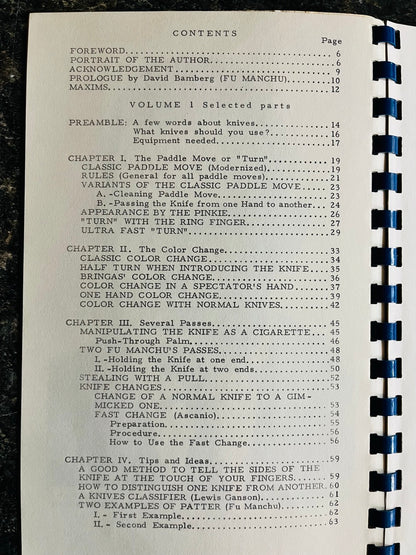 CONTENTS
Page
FOREWORD............................................. 6
PORTRAIT OF THE AUTHOR............................ 6
ACKNOWLEDGEMENT................................... 9
PROLOGUE by David Bamberg (FU MANCHU)............10
MAXIMS................................................12
VOLUME 1 Selected parts
PREAMBLE: A few words about knives................14
What knives should you use?..............16
Equipment needed.........................17
CHAPTER I. The Paddle Move or "Turn"................19
CLASSIC PADDLE MOVE (Modernized)................19
RULES (General for all paddle moves)................21
VARIANTS OF THE CLASSIC PADDLE MOVE............23
A.-Cleaning Paddle Move........................23
B.-Passing the Knife from one Hand to another....24
APPEARANCE BY THE PINKIE.......................26
"TURN" WITH THE RING FINGER.....................27
ULTRA FAST "TURN"................................29
CHAPTER II. The Color Change.......................33
CLASSIC COLOR CHANGE............................34
HALF TURN WHEN INTRODUCING THE KNIFE...........35
BRINGAS' COLOR CHANGE...........................36
COLOR CHANGE IN A SPECTATOR'S HAND.............37
ONE HAND COLOR CHANGE..........................39
COLOR CHANGE WITH NORMAL KNIVES................42
CHAPTER III. Several Passes..........................45
MANIPULATING THE KNIFE AS A CIGARETTE..........45
Push-Through Palm..............................46
TWO FU MANCHU'S PASSES...........................48
I.-Holding the Knife at one end....................48
II.-Holding the Knife at two ends...................50
STEALING WITH A PULL..............................52
KNIFE CHANGES.....................................53
CHANGE OF A NORMAL KNIFE TO A GIM-
MICKED ONE....................................53
FAST CHANGE (Ascanio)...........................54
Preparation...................................55
Procedure.....................................56
How to Use the Fast Change....................56
CHAPTER IV. Tips and Ideas..........................59
A GOOD METHOD TO TELL THE SIDES OF THE
KNIFE AT THE TOUCH OF YOUR FINGERS............59
HOW TO DISTINGUISH ONE KNIFE FROM ANOTHER.60
A KNIVES CLASSIFIER (Lewis Ganson)...............61
TWO EXAMPLES OF PATTER (Fu Manchu).............62
I. - First Example...............................62
II.- Second Example.............................63